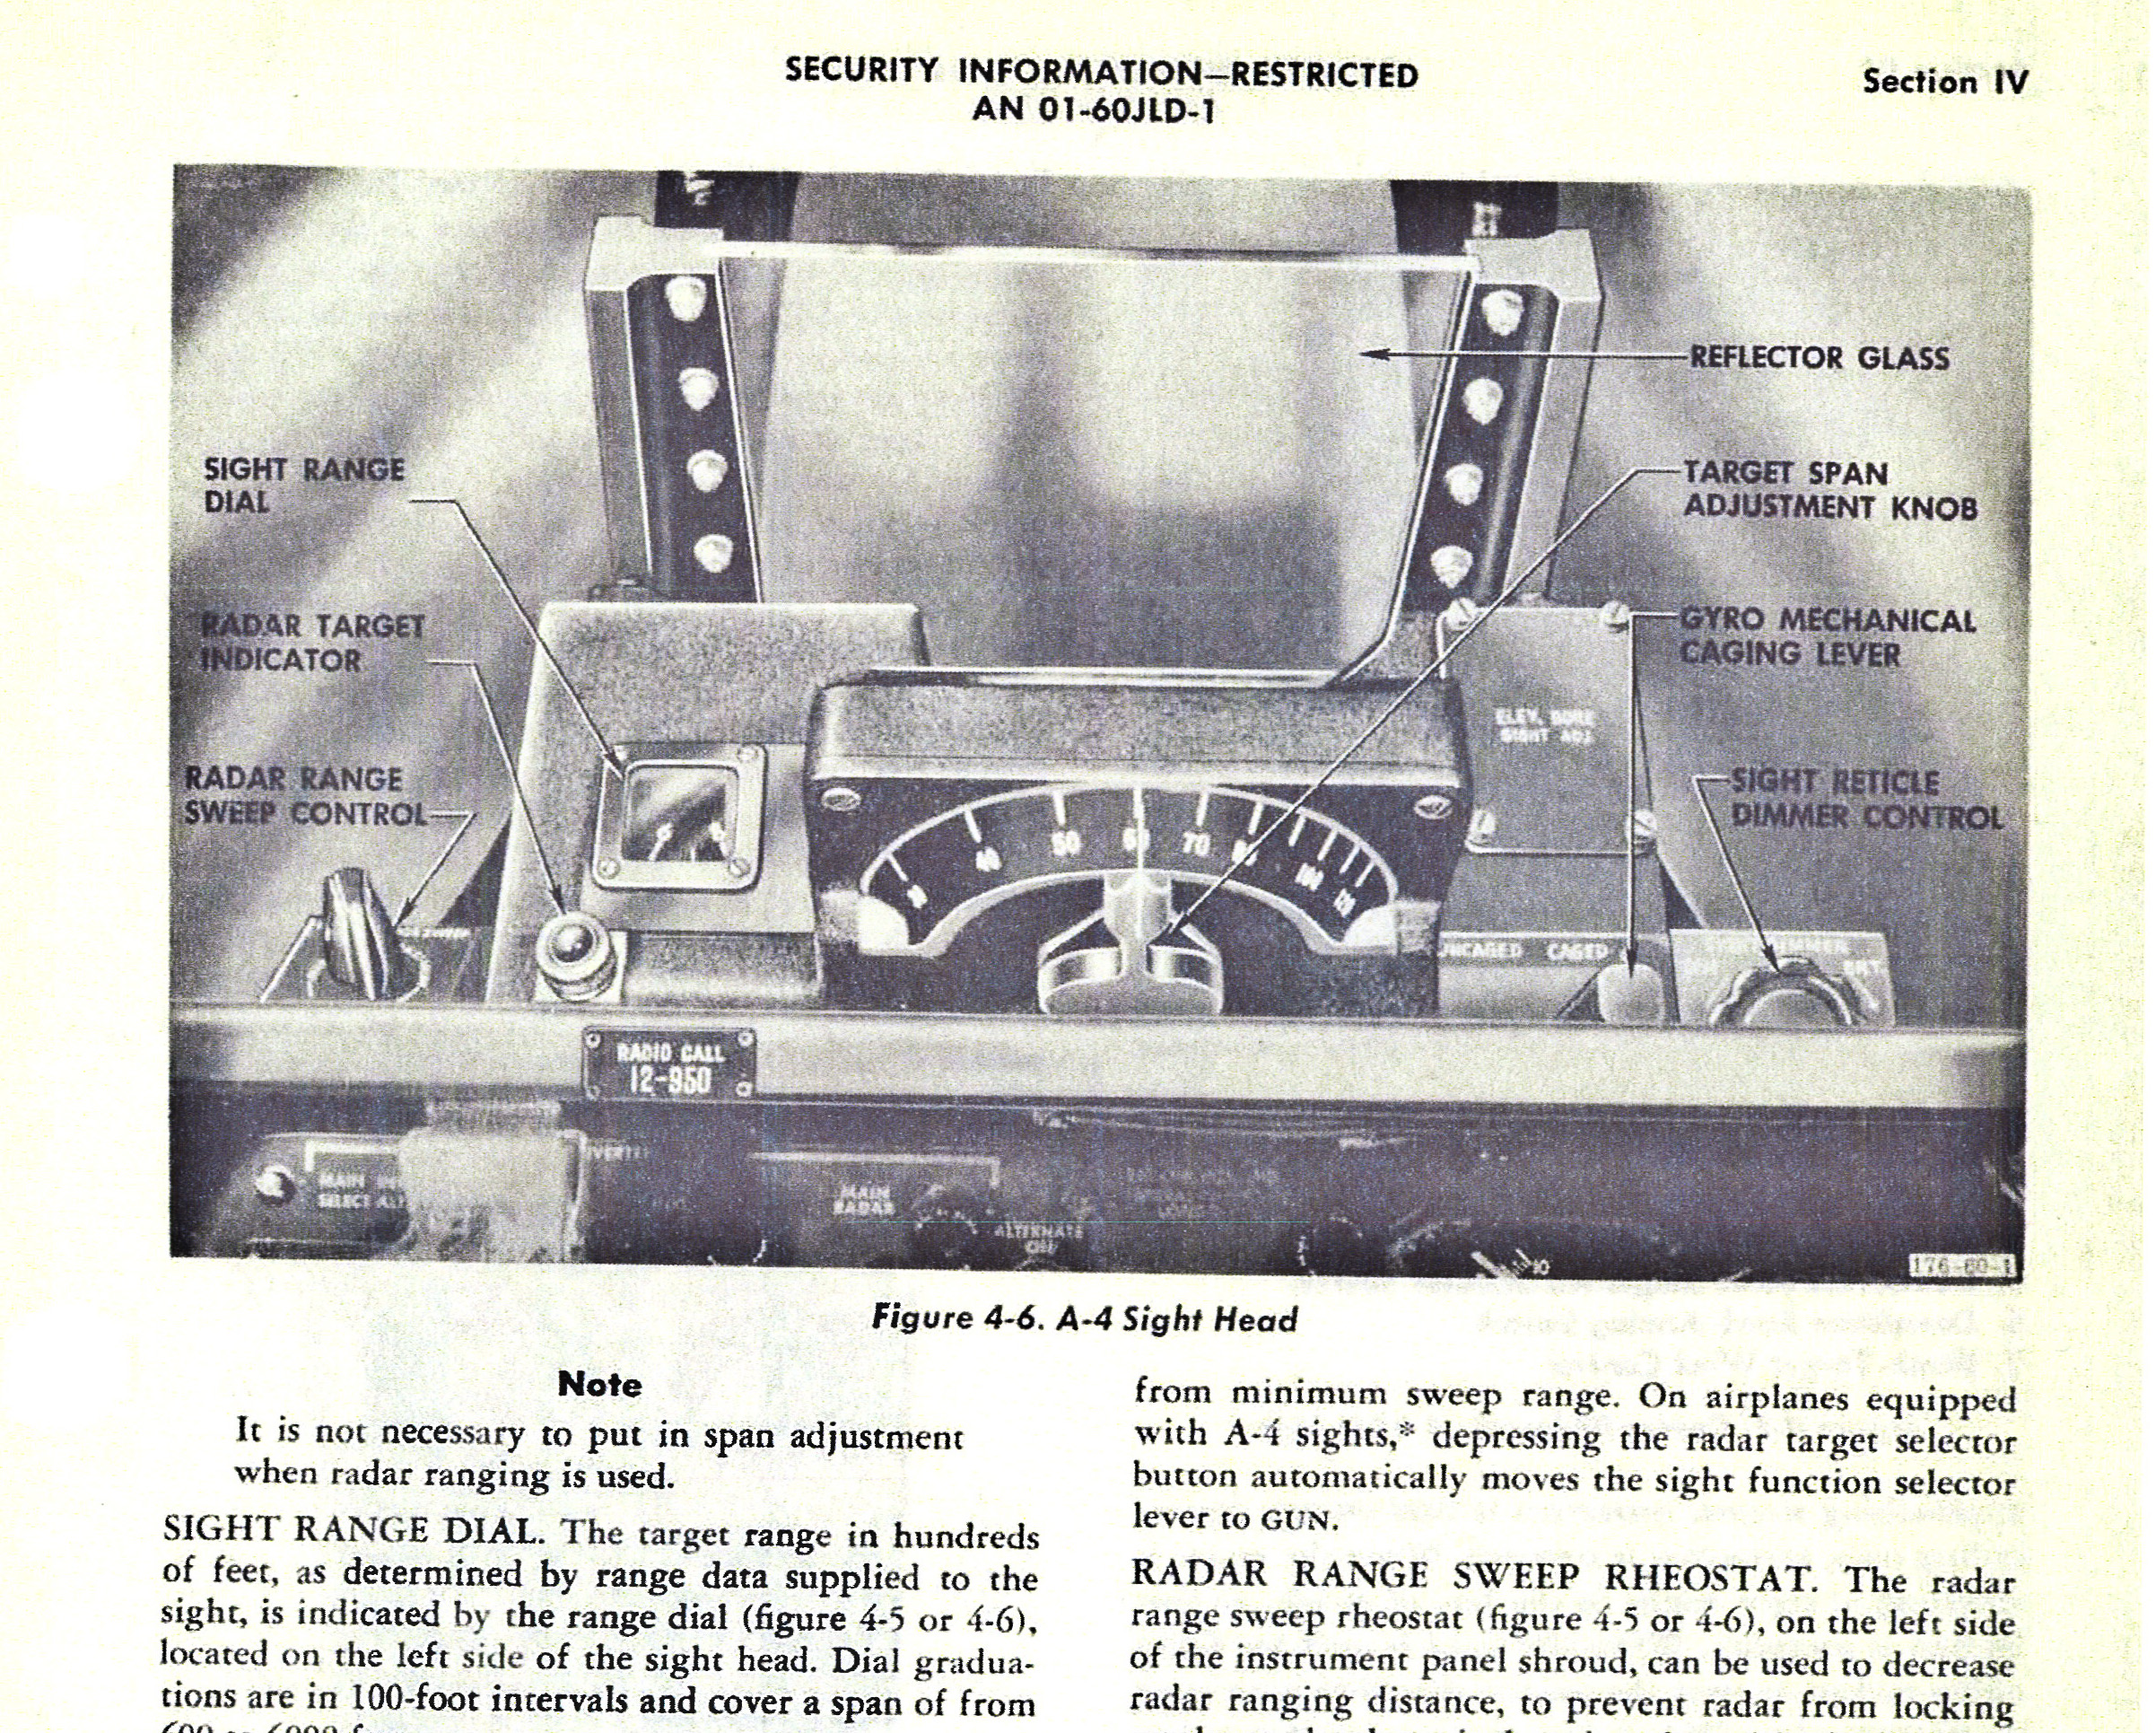 SECURITY INFORMATION—RESTRICTED
AN 01-60JLD-1
Section IV
REFLECTOR GLASS
SIGHT RANGE
DIAL
TARGET SPAN
ADJUSTMENT KNOB
RADAR TARGET
INDICATOR
GYRO MECHANICAL
CAGING LEVER
ELEV. BORE
SIGHT ADJ
RADAR RANGE
SWEEP CONTROL
SIGHT RETICLE
DIMMER CONTROL
30 40 50 60 70 80 100 120
UNCAGED CAGED
DIMMER
BRT
RADIO CALL
12-950
MAIN
SELECT
MAIN
RADAR
ALTERNATE
10
176-60-1
Figure 4-6. A-4 Sight Head
Note
It is not necessary to put in span adjustment
when radar ranging is used.
SIGHT RANGE DIAL. The target range in hundreds
of feet, as determined by range data supplied to the
sight, is indicated by the range dial (figure 4-5 or 4-6),
located on the left side of the sight head. Dial gradua-
tions are in 100-foot intervals and cover a span of from
from minimum sweep range. On airplanes equipped
with A-4 sights,* depressing the radar target selector
button automatically moves the sight function selector
lever to GUN.
RADAR RANGE SWEEP RHEOSTAT. The radar
range sweep rheostat (figure 4-5 or 4-6), on the left side
of the instrument panel shroud, can be used to decrease
radar ranging distance, to prevent radar from locking